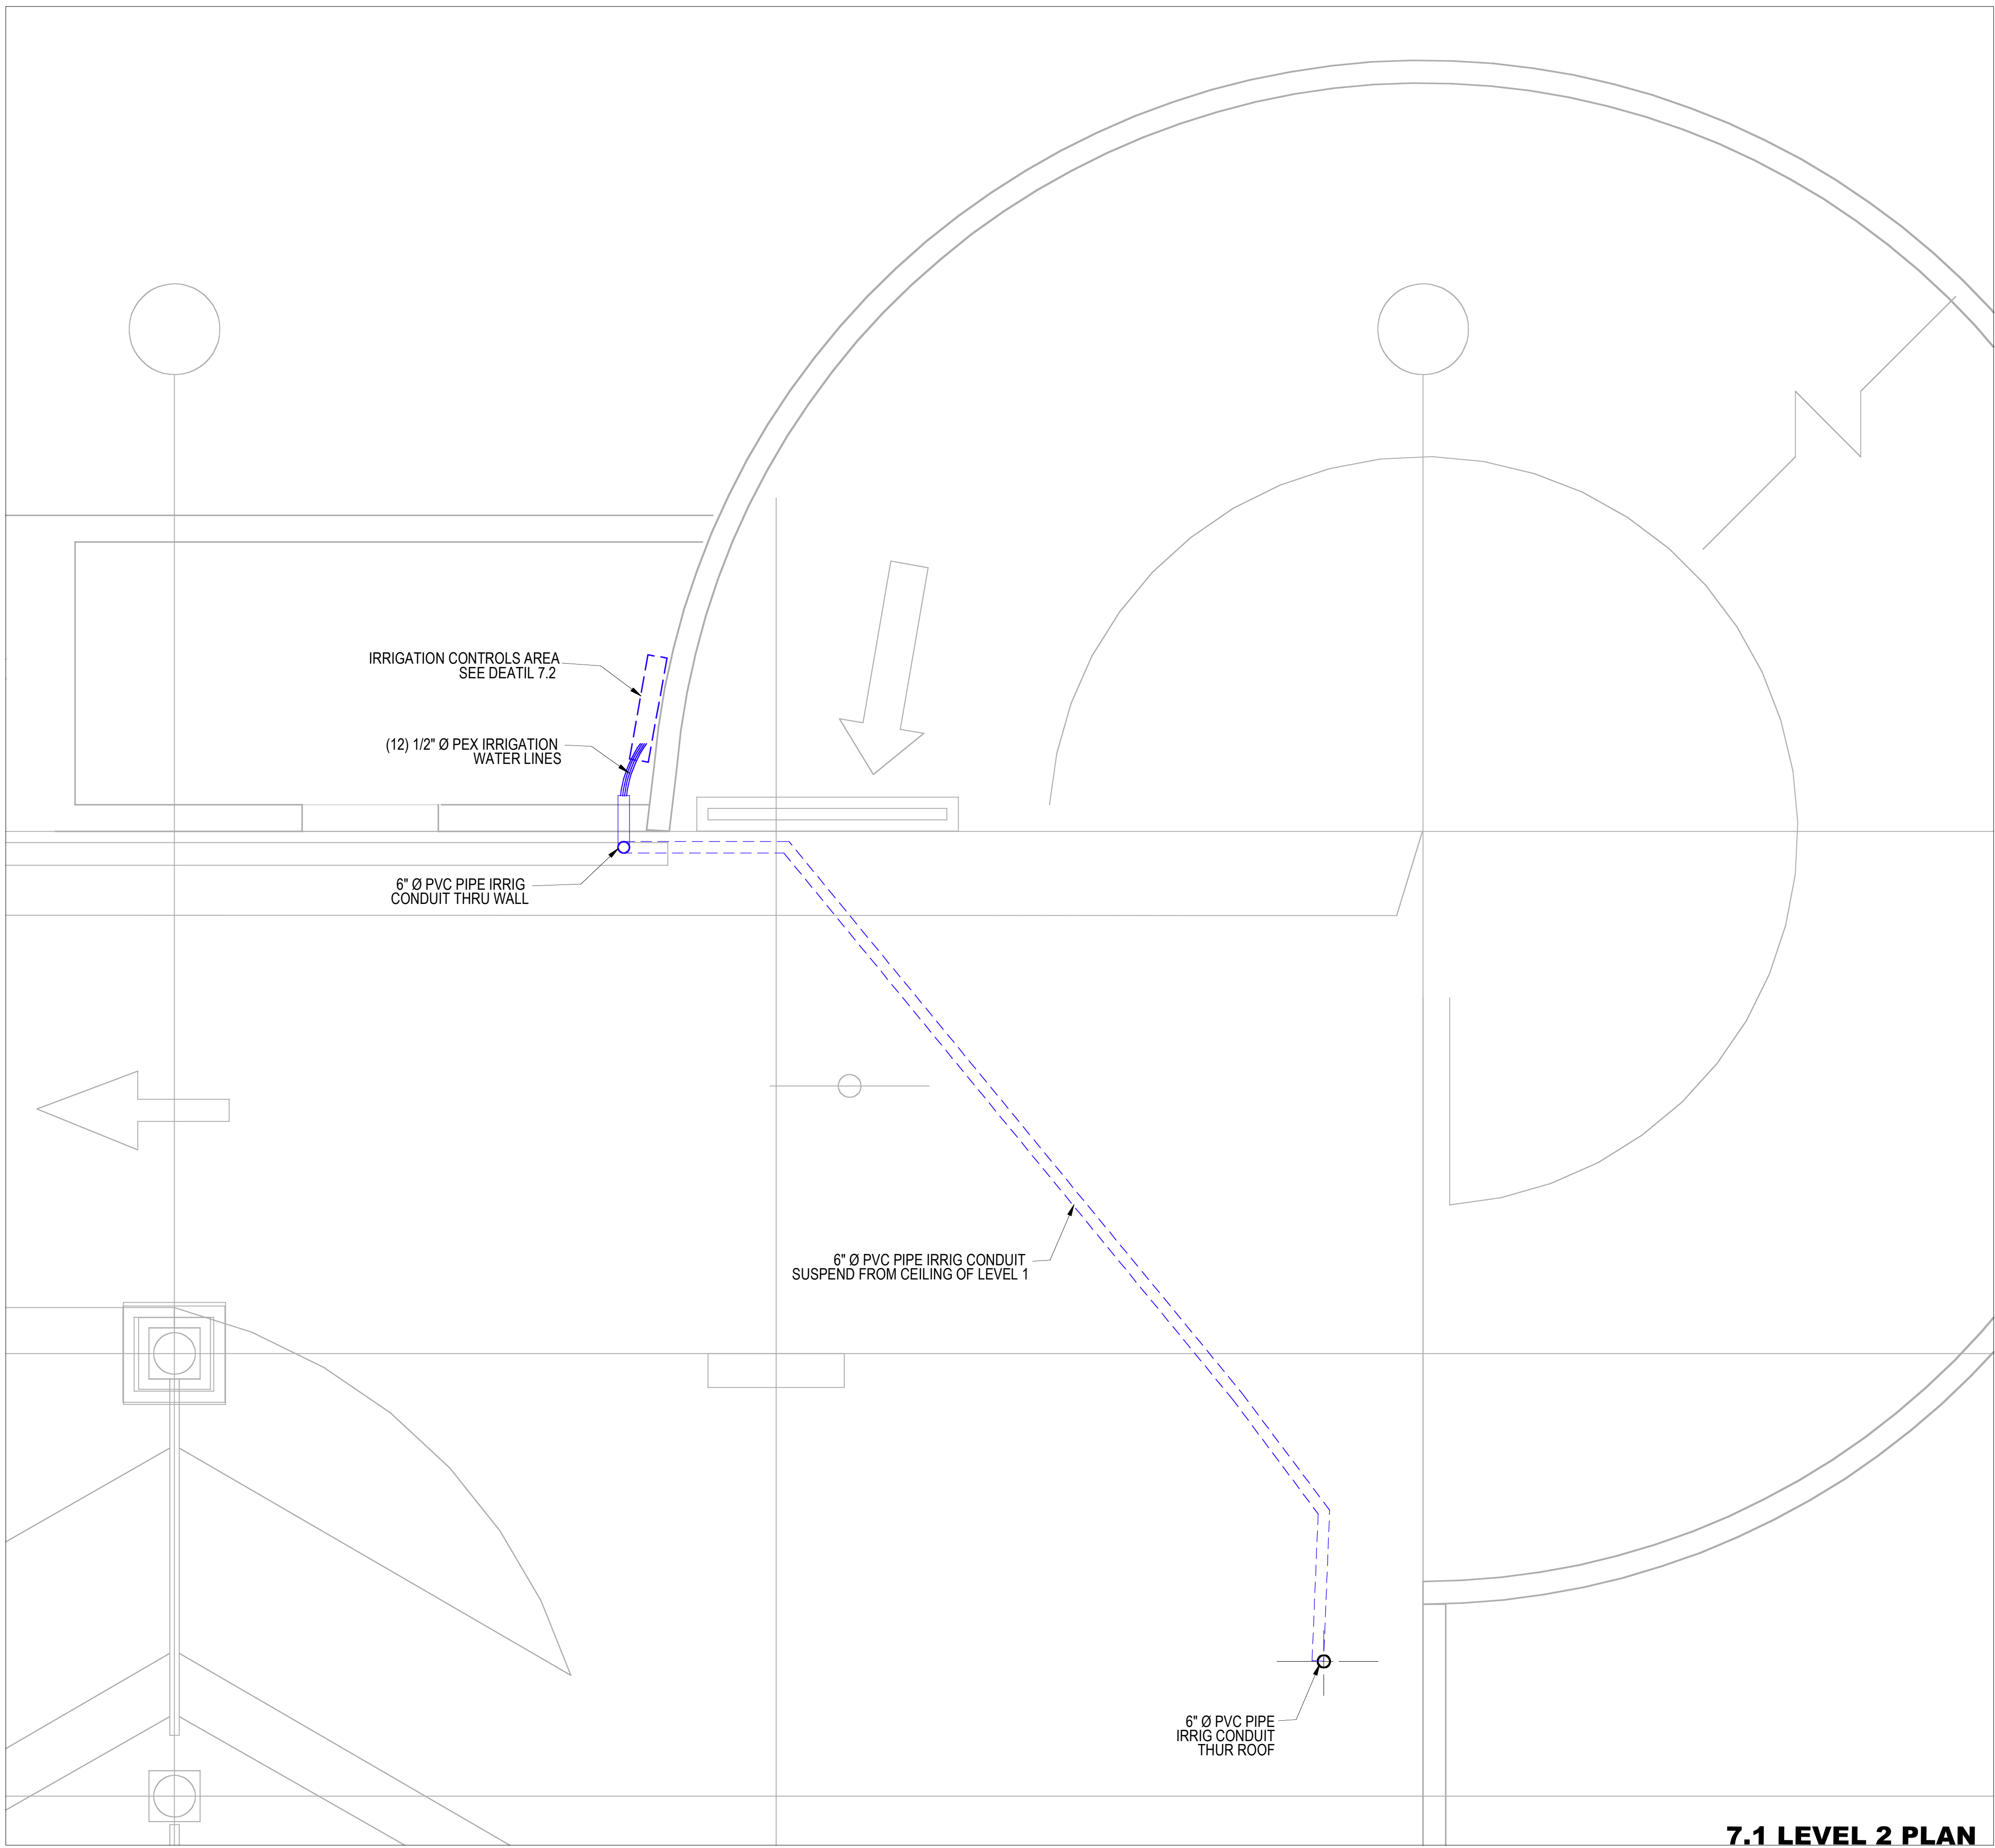 IRRIGATION CONTROLS AREA
SEE DEATIL 7.2
(12) 1/2" Ø PEX IRRIGATION
WATER LINES
6" Ø PVC PIPE IRRIG
CONDUIT THRU WALL
6" Ø PVC PIPE IRRIG CONDUIT
SUSPEND FROM CEILING OF LEVEL 1
6" Ø PVC PIPE
IRRIG CONDUIT
THUR ROOF
7.1 LEVEL 2 PLAN